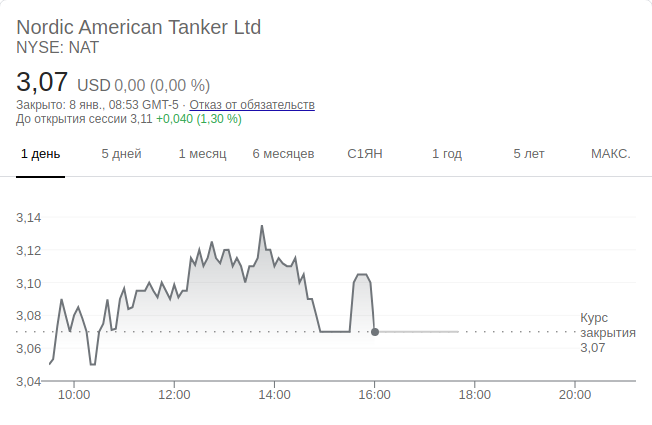 Nordic American Tanker Ltd
NYSE: NAT
3,07 USD 0,00 (0,00 %)
Закрыто: 8 янв., 08:53 GMT-5 · Отказ от обязательств
До открытия сессии 3,11 +0,040 (1,30 %)
1 день 5 дней 1 месяц 6 месяцев С1ЯН 1 год 5 лет МАКС.
3,14
3,12
3,10
3,08
3,06
3,04
Курс
закрытия
3,07
10:00 12:00 14:00 16:00 18:00 20:00